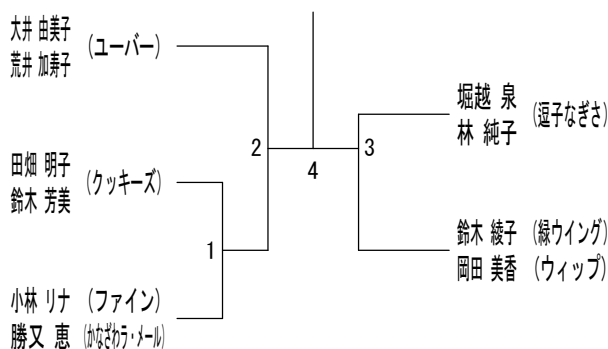 大井 由美子
荒井 加寿子
(ユーバー)
田畑 明子
鈴木 芳美
(クッキーズ)
小林 リナ (ファイン)
勝又 恵 (かなざわラ・メール)
1
2
4
3
堀越 泉
林 純子
(逗子なぎさ)
鈴木 綾子 (緑ウイング)
岡田 美香 (ウィップ)